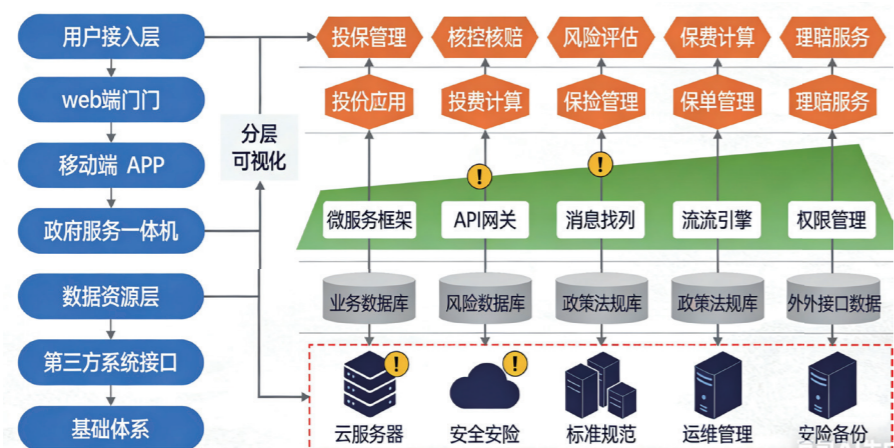 用户接入层
web端门门
移动端 APP
政府服务一体机
数据资源层
第三方系统接口
基础体系
分层
可视化
投保管理
核控核赔
风险评估
保费计算
理赔服务
投份应用
投费计算
保险管理
保单管理
理赔服务
!
!
微服务框架
API网关
消息找列
流流引擎
权限管理
业务数据库
风险数据库
政策法规库
政策法规库
外外接口数据
!
!
云服务器
安全安险
标准规范
运维管理
安险备份